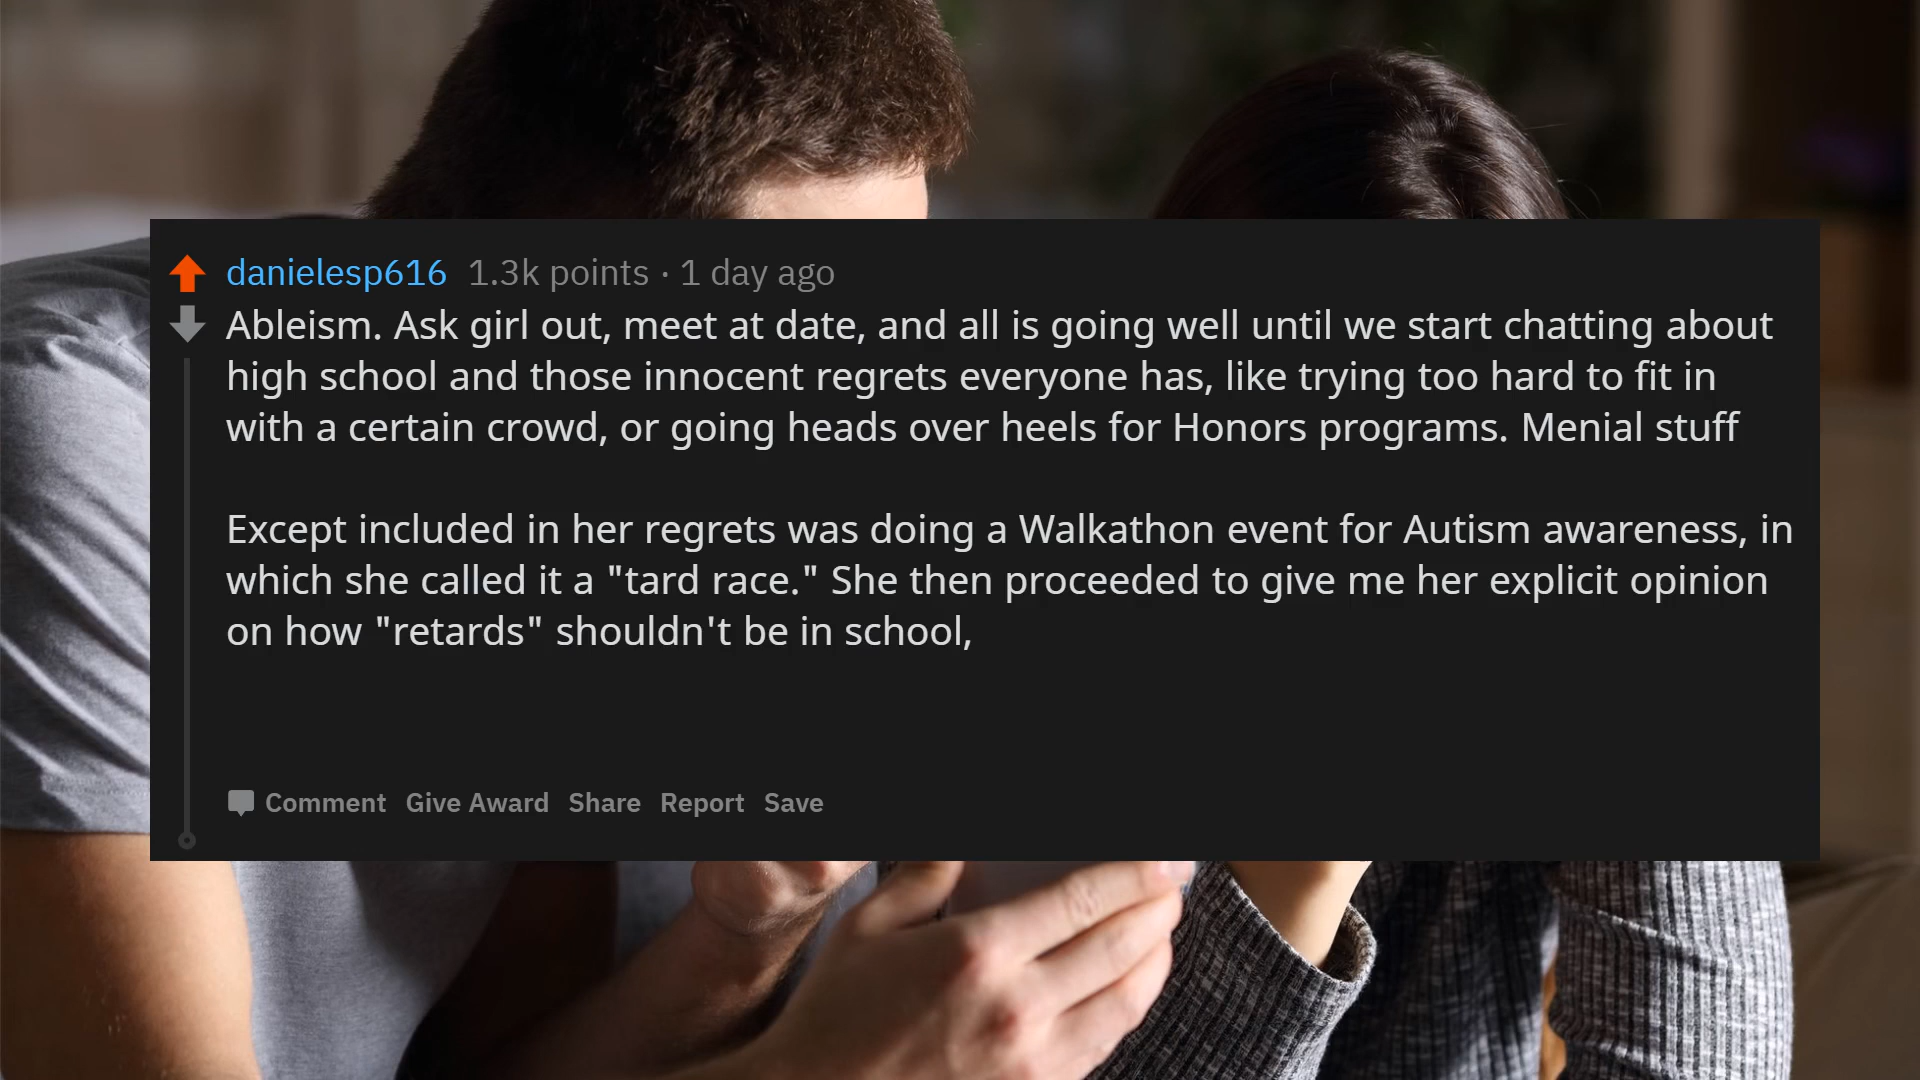 danielesp616 1.3k points · 1 day ago
Ableism. Ask girl out, meet at date, and all is going well until we start chatting about
high school and those innocent regrets everyone has, like trying too hard to fit in
with a certain crowd, or going heads over heels for Honors programs. Menial stuff
Except included in her regrets was doing a Walkathon event for Autism awareness, in
which she called it a "tard race." She then proceeded to give me her explicit opinion
on how "retards" shouldn't be in school,
Comment Give Award Share Report Save